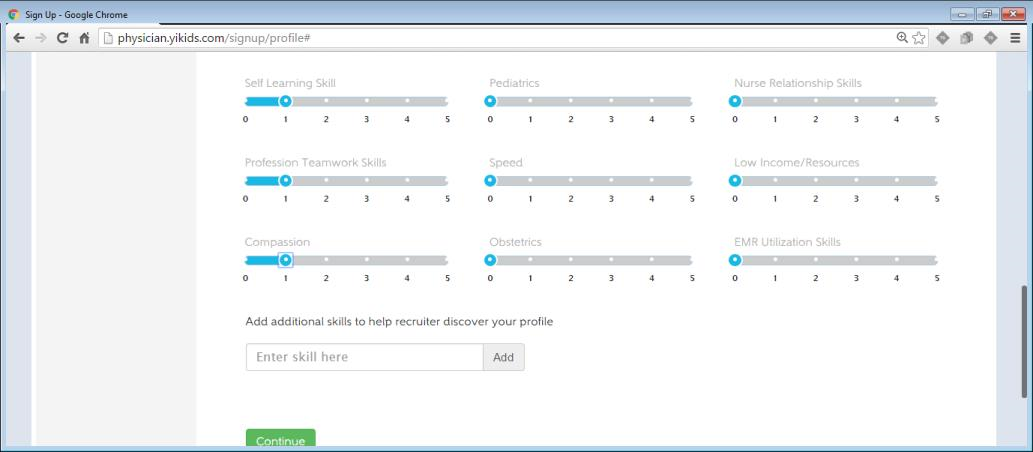 Sign Up - Google Chrome
physician.yikids.com/signup/profile#
Self Learning Skill Pediatrics Nurse Relationship Skills
0 1 2 3 4 5 0 1 2 3 4 5 0 1 2 3 4 5
Profession Teamwork Skills Speed Low Income/Resources
0 1 2 3 4 5 0 1 2 3 4 5 0 1 2 3 4 5
Compassion Obstetrics EMR Utilization Skills
0 1 2 3 4 5 0 1 2 3 4 5 0 1 2 3 4 5
Add additional skills to help recruiter discover your profile
Enter skill here Add
Continue